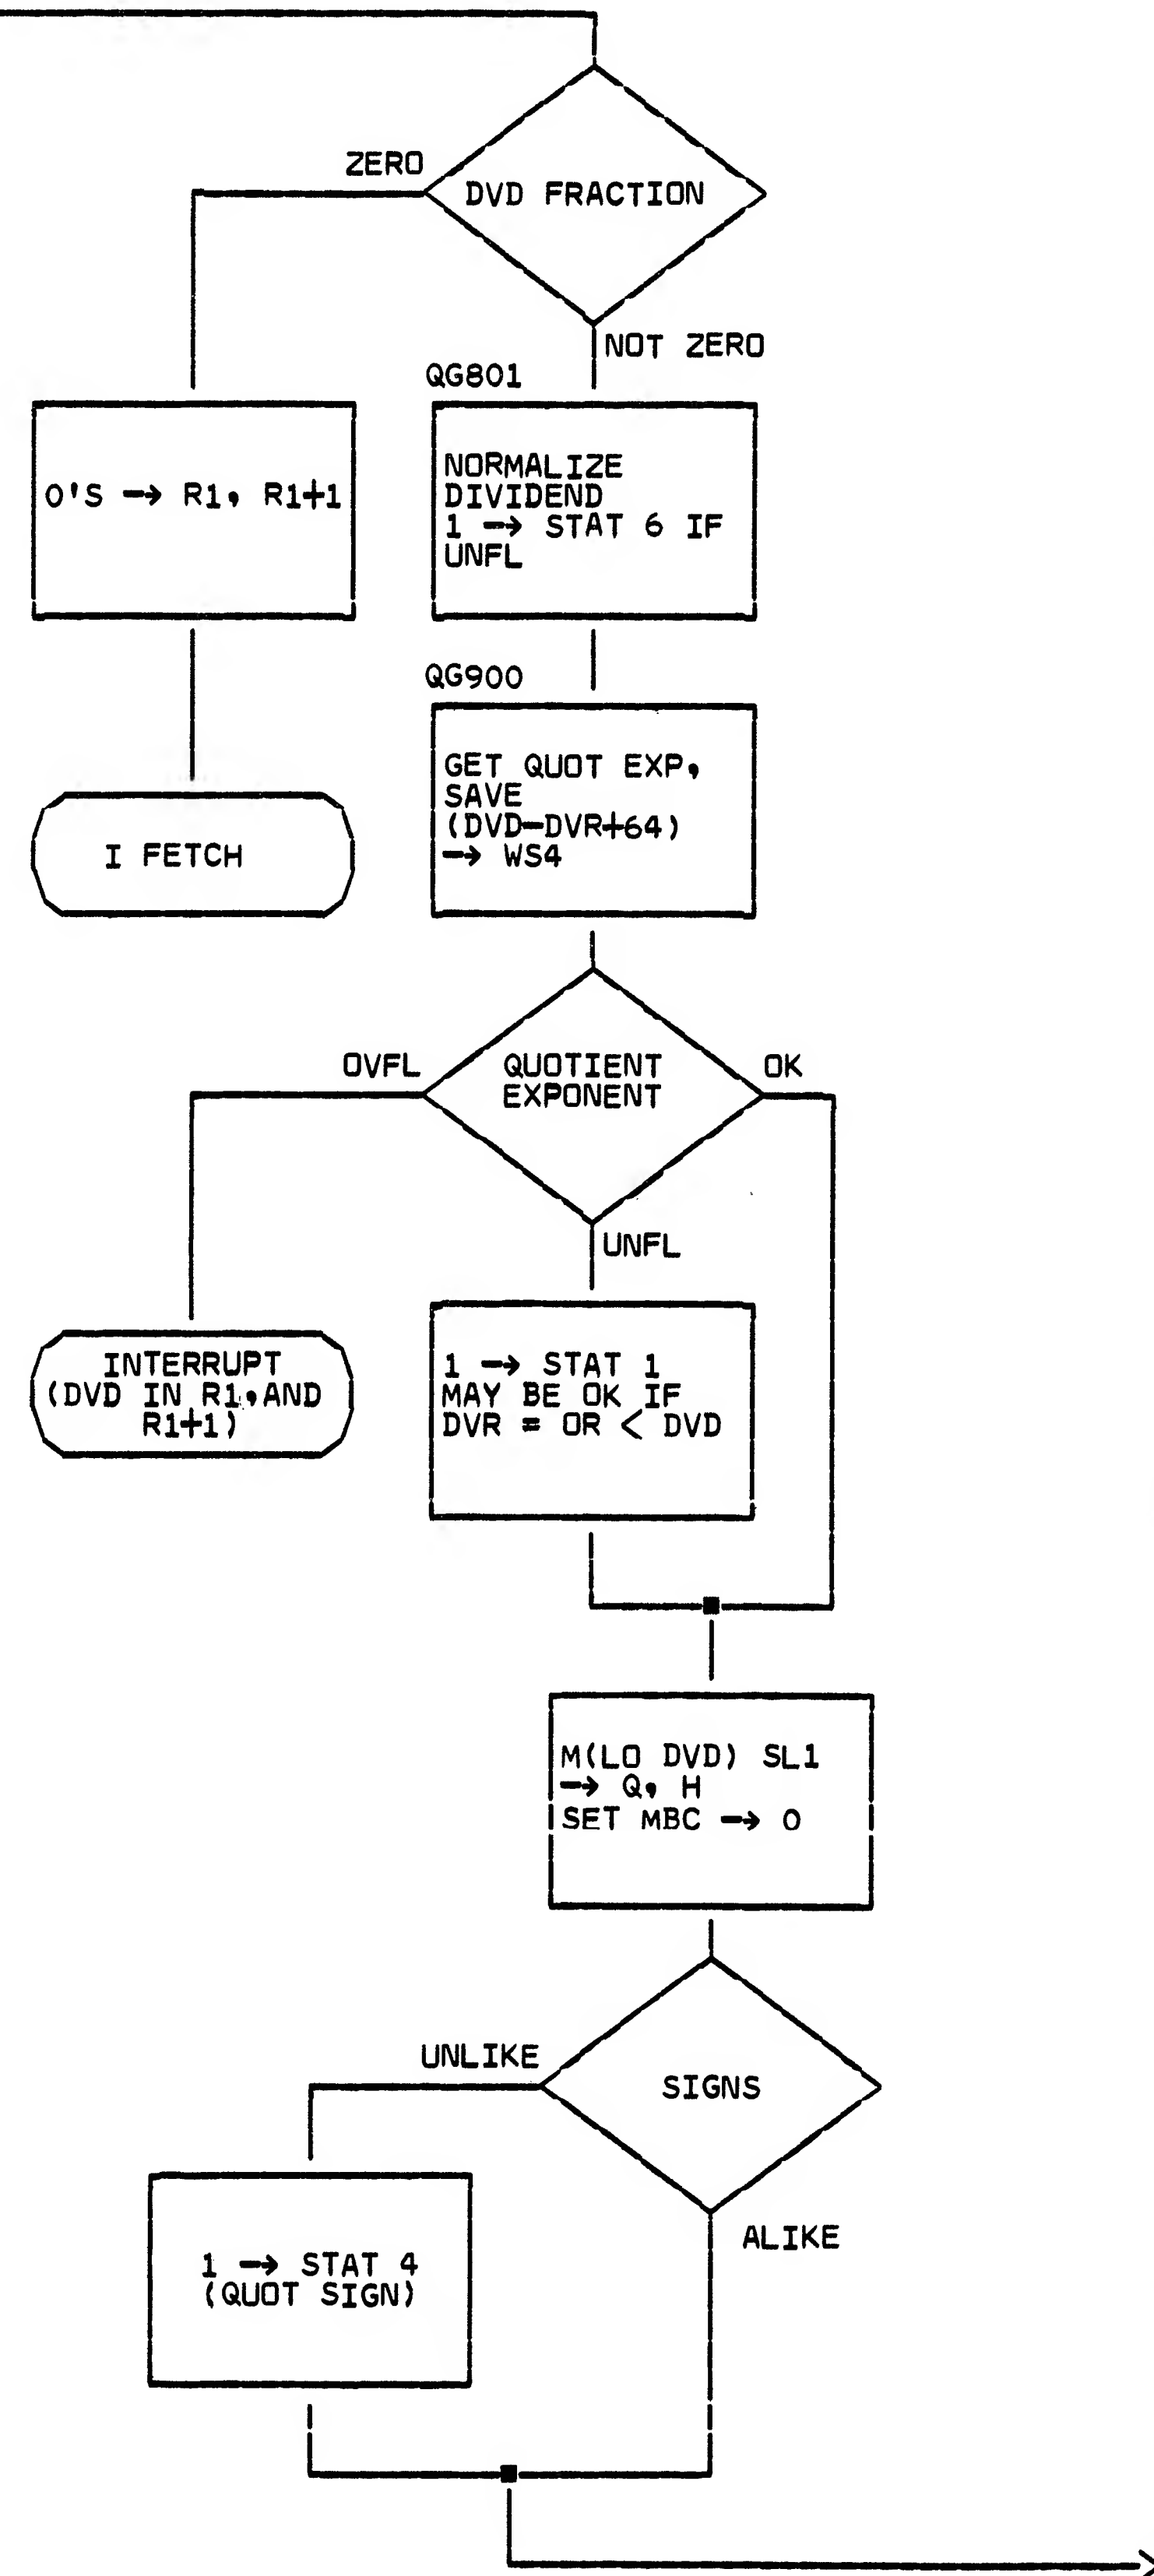 ZERO
DVD FRACTION
NOT ZERO
QG801
O'S → R1, R1+1
NORMALIZE
DIVIDEND
1 → STAT 6 IF
UNFL
QG900
GET QUOT EXP,
SAVE
(DVD-DVR+64)
→ WS4
I FETCH
OVFL
QUOTIENT
EXPONENT
OK
UNFL
INTERRUPT
(DVD IN R1,AND
R1+1)
1 → STAT 1
MAY BE OK IF
DVR = OR < DVD
M(LO DVD) SL1
→ Q, H
SET MBC → 0
UNLIKE
SIGNS
ALIKE
1 → STAT 4
(QUOT SIGN)